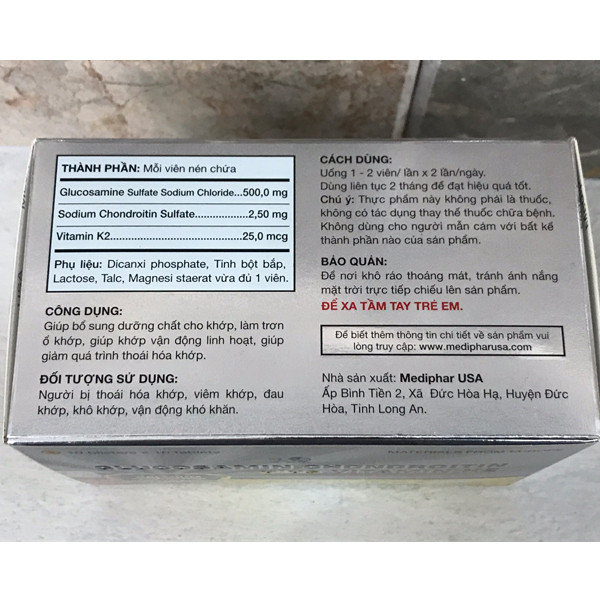 THÀNH PHẦN: Mỗi viên nén chứa
Glucosamine Sulfate Sodium Chloride...500,0 mg
Sodium Chondroitin Sulfate.................2,50 mg
Vitamin K2.......................................25,0 mcg
Phụ liệu: Dicanxi phosphate, Tinh bột bắp,
Lactose, Talc, Magnesi staerat vừa đủ 1 viên.
CÔNG DỤNG:
Giúp bổ sung dưỡng chất cho khớp, làm trơn
ổ khớp, giúp khớp vận động linh hoạt, giúp
giảm quá trình thoái hóa khớp.
ĐỐI TƯỢNG SỬ DỤNG:
Người bị thoái hóa khớp, viêm khớp, đau
khớp, khô khớp, vận động khó khăn.
CÁCH DÙNG:
Uống 1 - 2 viên/ lần x 2 lần/ngày.
Dùng liên tục 2 tháng để đạt hiệu quả tốt.
Chú ý: Thực phẩm này không phải là thuốc,
không có tác dụng thay thế thuốc chữa bệnh.
Không dùng cho người mẫn cảm với bất kể
thành phần nào của sản phẩm.
BẢO QUẢN:
Để nơi khô ráo thoáng mát, tránh ánh nắng
mặt trời trực tiếp chiếu lên sản phẩm.
ĐỂ XA TẦM TAY TRẺ EM.
Để biết thêm thông tin chi tiết về sản phẩm vui
lòng truy cập: www.medipharusa.com
Nhà sản xuất: Mediphar USA
Ấp Bình Tiền 2, Xã Đức Hòa Hạ, Huyện Đức
Hòa, Tỉnh Long An.
GLUCOSAMIN CHONDROITIN